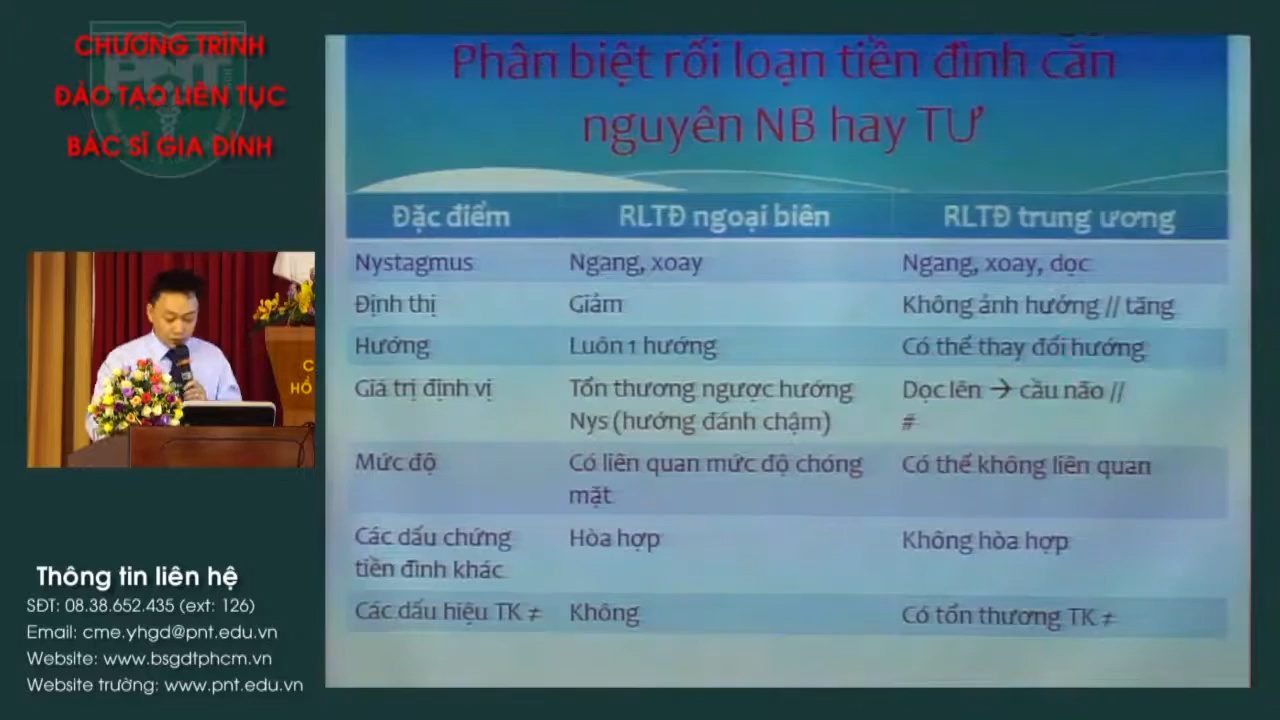 CHƯƠNG TRÌNH
ĐÀO TẠO LIÊN TỤC
BÁC SĨ GIA ĐÌNH
PNT
Phân biệt rối loạn tiền đình căn
nguyên NB hay TƯ
Đặc điểm RLTĐ ngoại biên RLTĐ trung ương
Nystagmus Ngang, xoay Ngang, xoay, dọc
Định thị Giảm Không ảnh hưởng // tăng
Hướng Luôn 1 hướng Có thể thay đổi hướng
Giá trị định vị Tổn thương ngược hướng Dọc lên → cầu não //
Nys (hướng đánh chậm) #
Mức độ Có liên quan mức độ chóng Có thể không liên quan
mặt
Các dấu chứng Hòa hợp Không hòa hợp
tiền đình khác
Các dấu hiệu TK ≠ Không Có tổn thương TK ≠
Thông tin liên hệ
SĐT: 08.38.652.435 (ext: 126)
Email: cme.yhgd@pnt.edu.vn
Website: www.bsgdtphcm.vn
Website trường: www.pnt.edu.vn